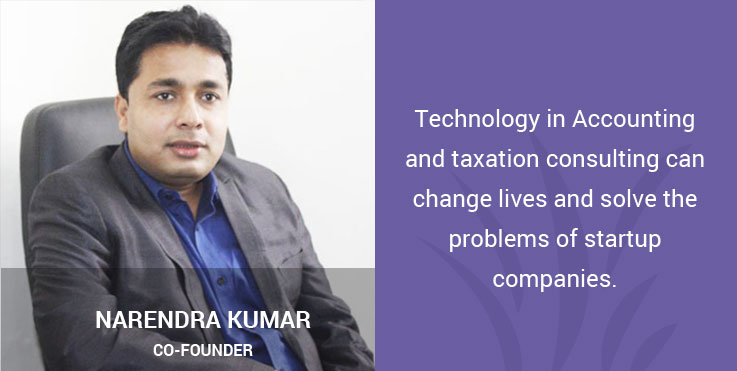 NARENDRA KUMAR
CO-FOUNDER
Technology in Accounting
and taxation consulting can
change lives and solve the
problems of startup
companies.